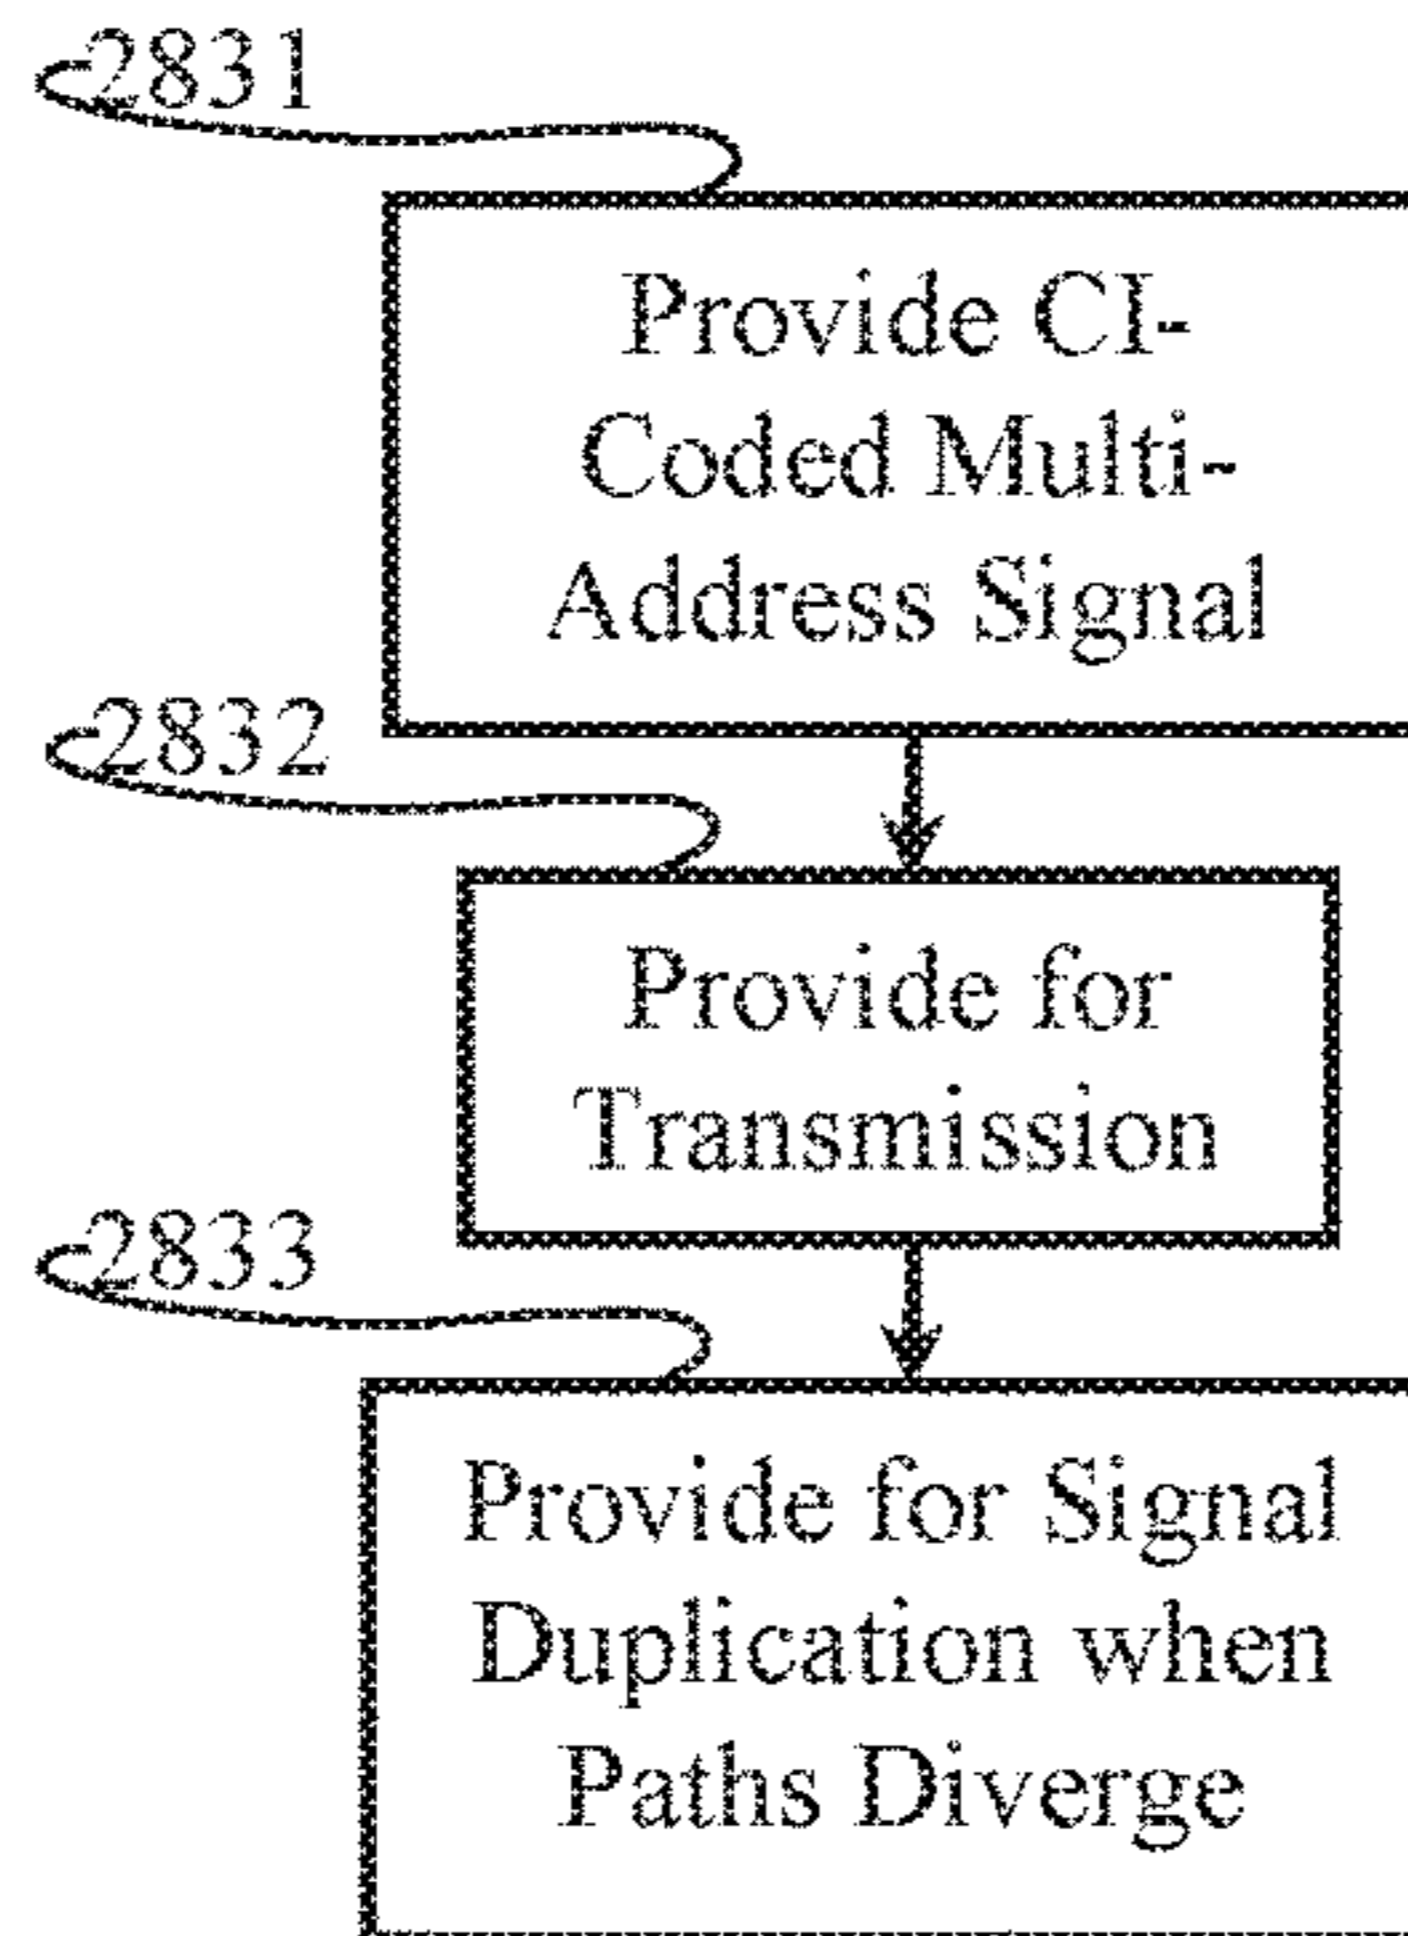 2831
Provide CI-
Coded Multi-
Address Signal
2832
Provide for
Transmission
2833
Provide for Signal
Duplication when
Paths Diverge